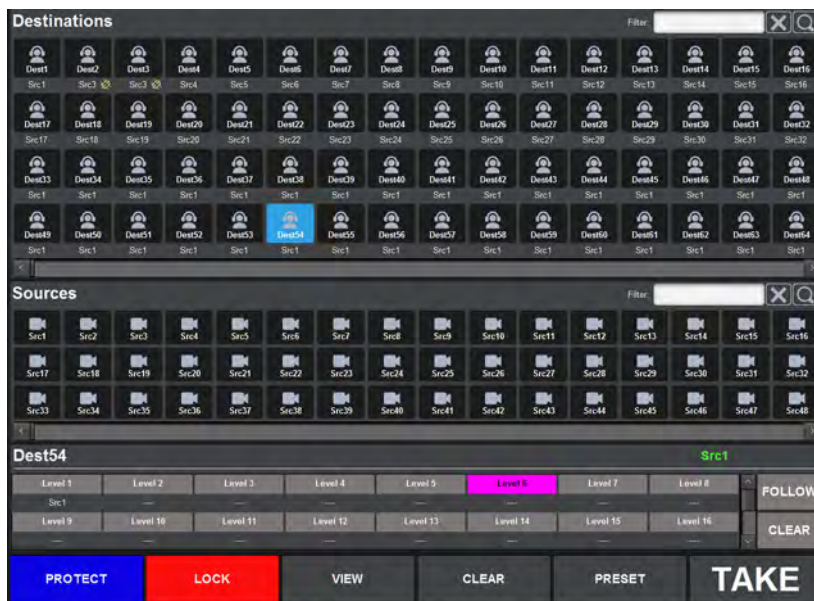 Destinations Filter:
Dest1 Dest2 Dest3 Dest4 Dest5 Dest6 Dest7 Dest8 Dest9 Dest10 Dest11 Dest12 Dest13 Dest14 Dest15 Dest16
Src1 Src3 Src3 Src4 Src5 Src6 Src7 Src8 Src9 Src10 Src11 Src12 Src13 Src14 Src15 Src16
Dest17 Dest18 Dest19 Dest20 Dest21 Dest22 Dest23 Dest24 Dest25 Dest26 Dest27 Dest28 Dest29 Dest30 Dest31 Dest32
Src17 Src18 Src19 Src20 Src21 Src22 Src23 Src24 Src25 Src26 Src27 Src28 Src29 Src30 Src31 Src32
Dest33 Dest34 Dest35 Dest36 Dest37 Dest38 Dest39 Dest40 Dest41 Dest42 Dest43 Dest44 Dest45 Dest46 Dest47 Dest48
Src1 Src1 Src1 Src1 Src1 Src1 Src1 Src1 Src1 Src1 Src1 Src1 Src1 Src1 Src1 Src1
Dest49 Dest50 Dest51 Dest52 Dest53 Dest54 Dest55 Dest56 Dest57 Dest58 Dest59 Dest60 Dest61 Dest62 Dest63 Dest64
Src1 Src1 Src1 Src1 Src1 Src1 Src1 Src1 Src1 Src1 Src1 Src1 Src1 Src1 Src1 Src1
Sources Filter:
Src1 Src2 Src3 Src4 Src5 Src6 Src7 Src8 Src9 Src10 Src11 Src12 Src13 Src14 Src15 Src16
Src17 Src18 Src19 Src20 Src21 Src22 Src23 Src24 Src25 Src26 Src27 Src28 Src29 Src30 Src31 Src32
Src33 Src34 Src35 Src36 Src37 Src38 Src39 Src40 Src41 Src42 Src43 Src44 Src45 Src46 Src47 Src48
Dest54 Src1
Level 1 Level 2 Level 3 Level 4 Level 5 Level 6 Level 7 Level 8
Src1 --- --- --- --- --- --- ---
FOLLOW
Level 9 Level 10 Level 11 Level 12 Level 13 Level 14 Level 15 Level 16
--- --- --- --- --- --- --- ---
CLEAR
PROTECT LOCK VIEW CLEAR PRESET TAKE